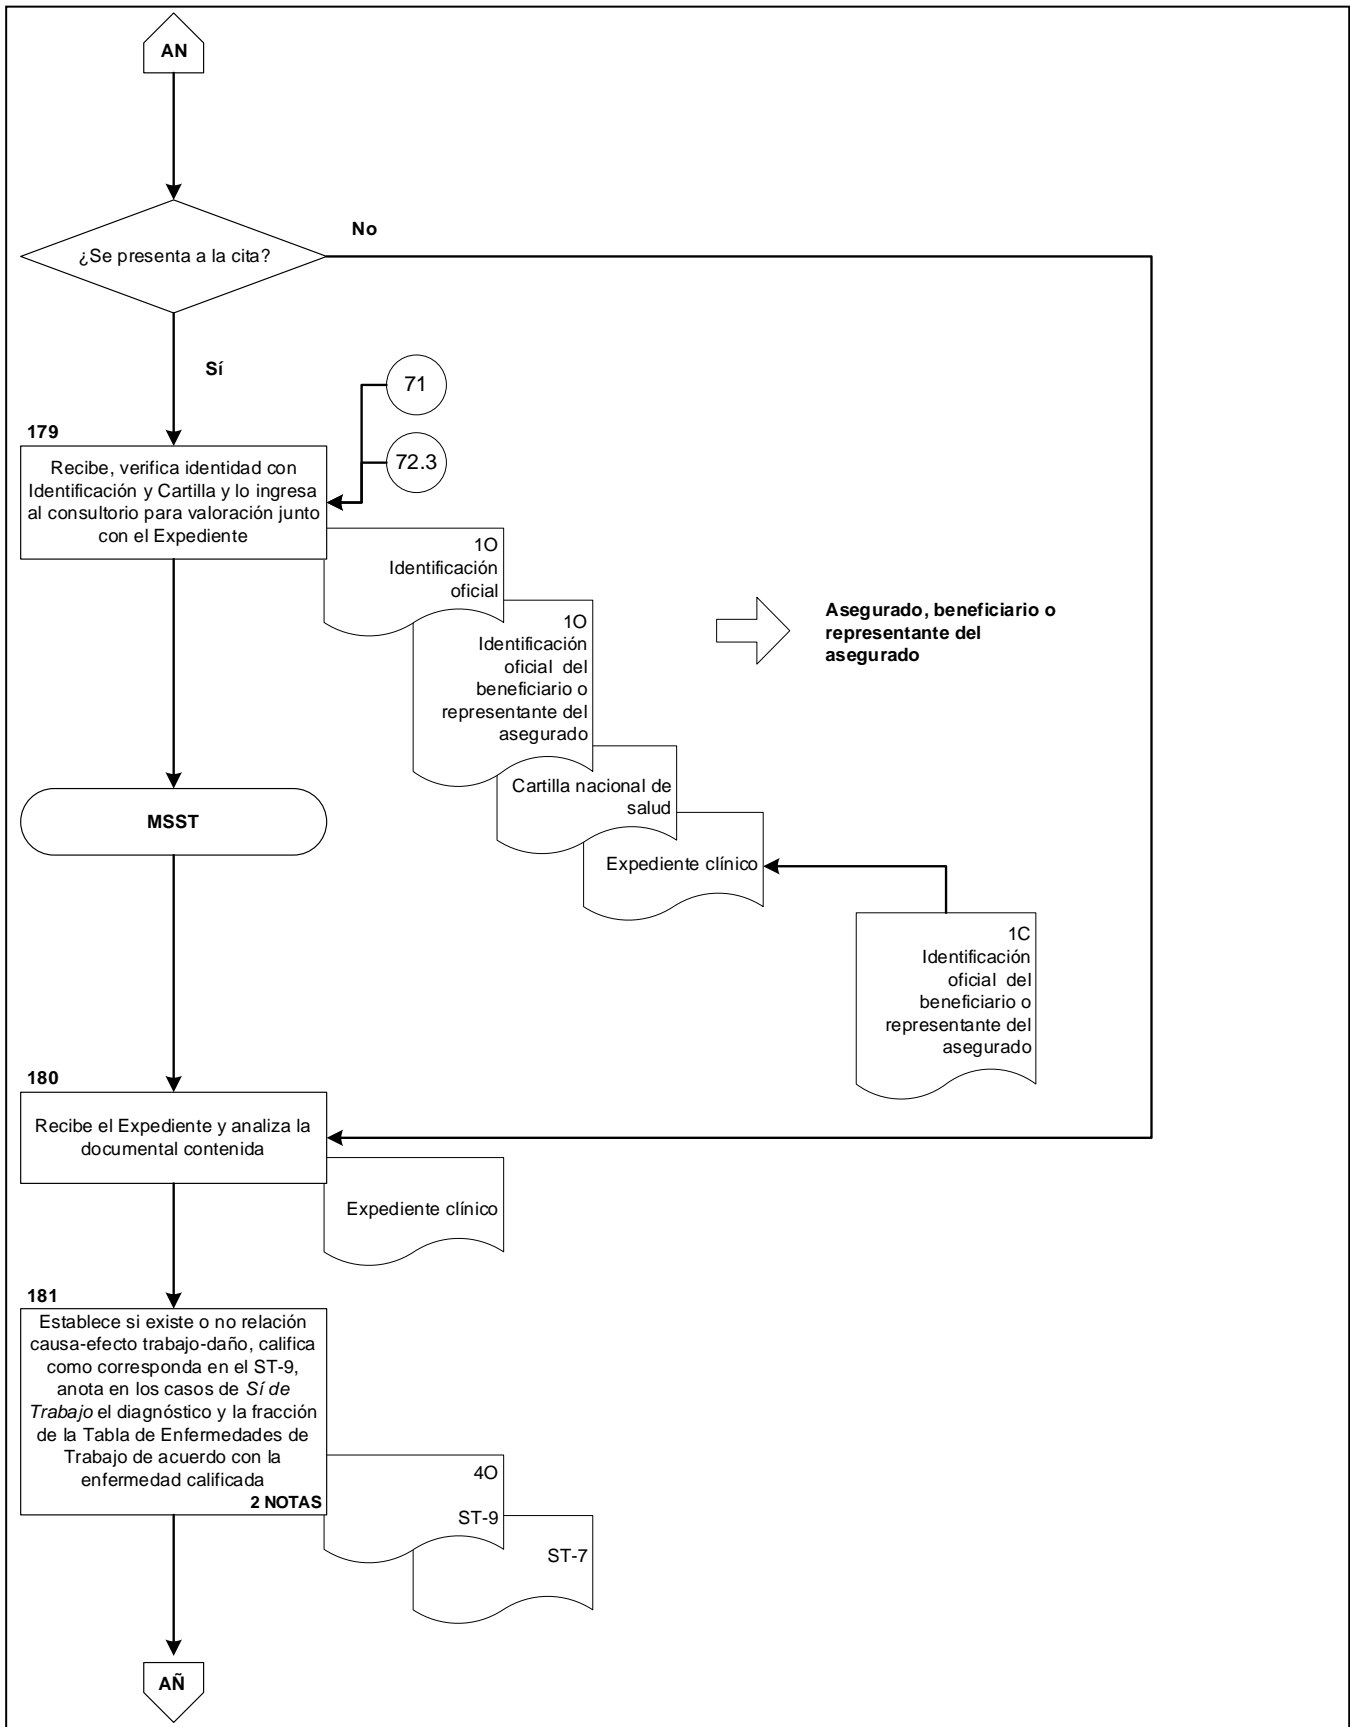 AN
¿Se presenta a la cita?
No
Sí
71
72.3
179
Recibe, verifica identidad con
Identificación y Cartilla y lo ingresa
al consultorio para valoración junto
con el Expediente
1O
Identificación
oficial
1O
Identificación
oficial del
beneficiario o
representante del
asegurado
Asegurado, beneficiario o
representante del
asegurado
Cartilla nacional de
salud
MSST
Expediente clínico
1C
Identificación
oficial del
beneficiario o
representante del
asegurado
180
Recibe el Expediente y analiza la
documental contenida
Expediente clínico
181
Establece si existe o no relación
causa-efecto trabajo-daño, califica
como corresponda en el ST-9,
anota en los casos de Sí de
Trabajo el diagnóstico y la fracción
de la Tabla de Enfermedades de
Trabajo de acuerdo con la
enfermedad calificada
2 NOTAS
4O
ST-9
ST-7
AÑ